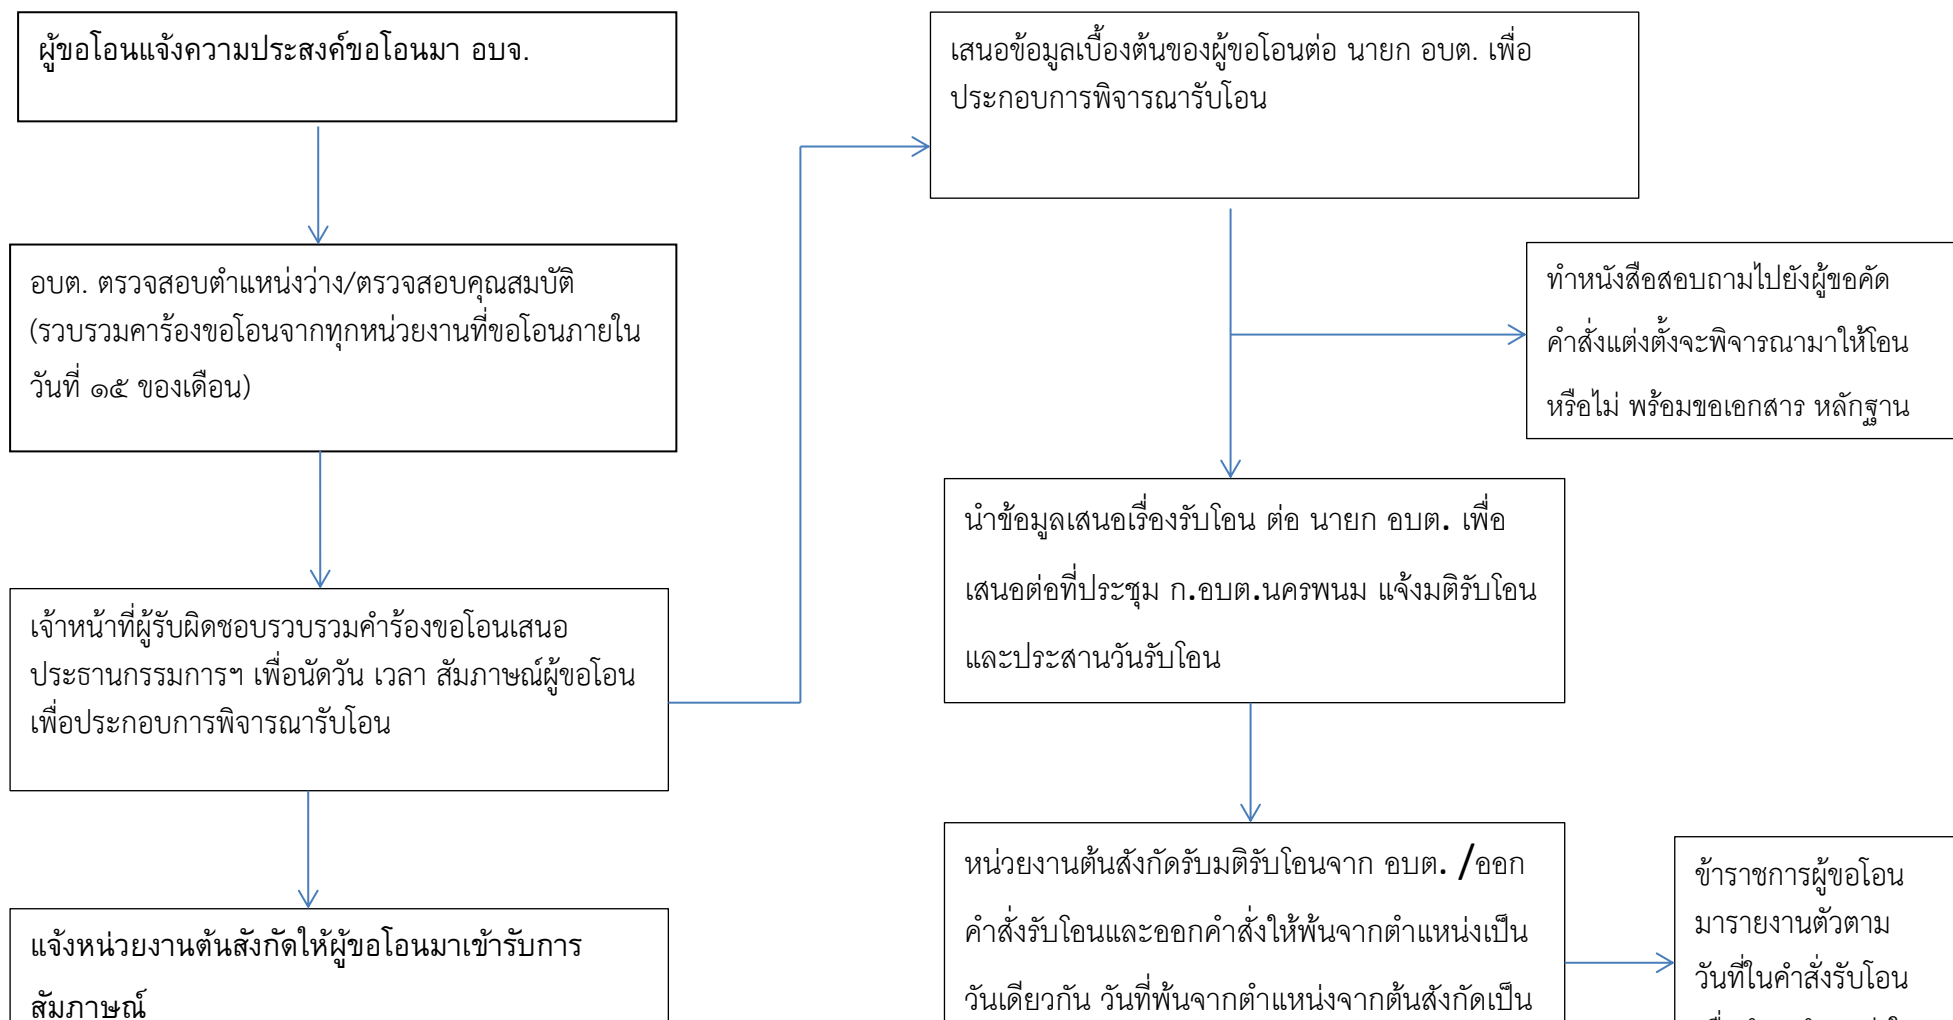 ผู้ขอโอนแจ้งความประสงค์ขอโอนมา อบจ.
อบต. ตรวจสอบตำแหน่งว่าง/ตรวจสอบคุณสมบัติ
(รวบรวมคาร้องขอโอนจากทุกหน่วยงานที่ขอโอนภายใน
วันที่ ๑๕ ของเดือน)
เจ้าหน้าที่ผู้รับผิดชอบรวบรวมคำร้องขอโอนเสนอ
ประธานกรรมการฯ เพื่อนัดวัน เวลา สัมภาษณ์ผู้ขอโอน
เพื่อประกอบการพิจารณารับโอน
แจ้งหน่วยงานต้นสังกัดให้ผู้ขอโอนมาเข้ารับการ
สัมภาษณ์
เสนอข้อมูลเบื้องต้นของผู้ขอโอนต่อ นายก อบต. เพื่อ
ประกอบการพิจารณารับโอน
ทำหนังสือสอบถามไปยังผู้ขอคัด
คำสั่งแต่งตั้งจะพิจารณามาให้โอน
หรือไม่ พร้อมขอเอกสาร หลักฐาน
นำข้อมูลเสนอเรื่องรับโอน ต่อ นายก อบต. เพื่อ
เสนอต่อที่ประชุม ก.อบต.นครพนม แจ้งมติรับโอน
และประสานวันรับโอน
หน่วยงานต้นสังกัดรับมติรับโอนจาก อบต. /ออก
คำสั่งรับโอนและออกคำสั่งให้พ้นจากตำแหน่งเป็น
วันเดียวกัน วันที่พ้นจากตำแหน่งจากต้นสังกัดเป็น
ข้าราชการผู้ขอโอน
มารายงานตัวตาม
วันที่ในคำสั่งรับโอน